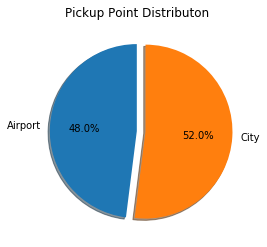 Pickup Point Distributon
Airport
48.0%
52.0%
City